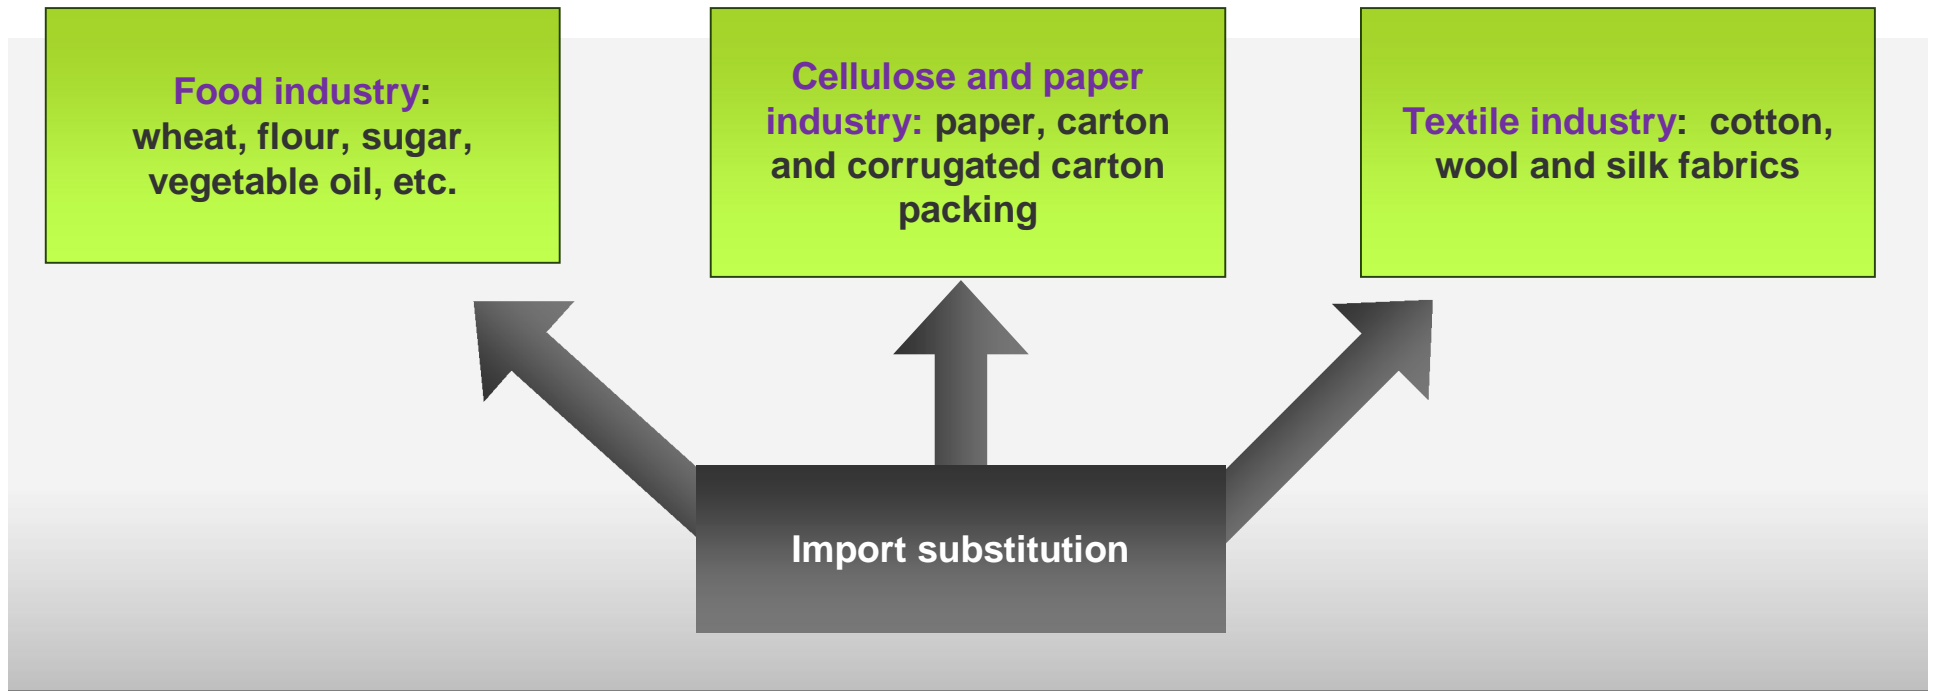 Food industry:
wheat, flour, sugar,
vegetable oil, etc.
Cellulose and paper
industry: paper, carton
and corrugated carton
packing
Textile industry:  cotton,
wool and silk fabrics
Import substitution